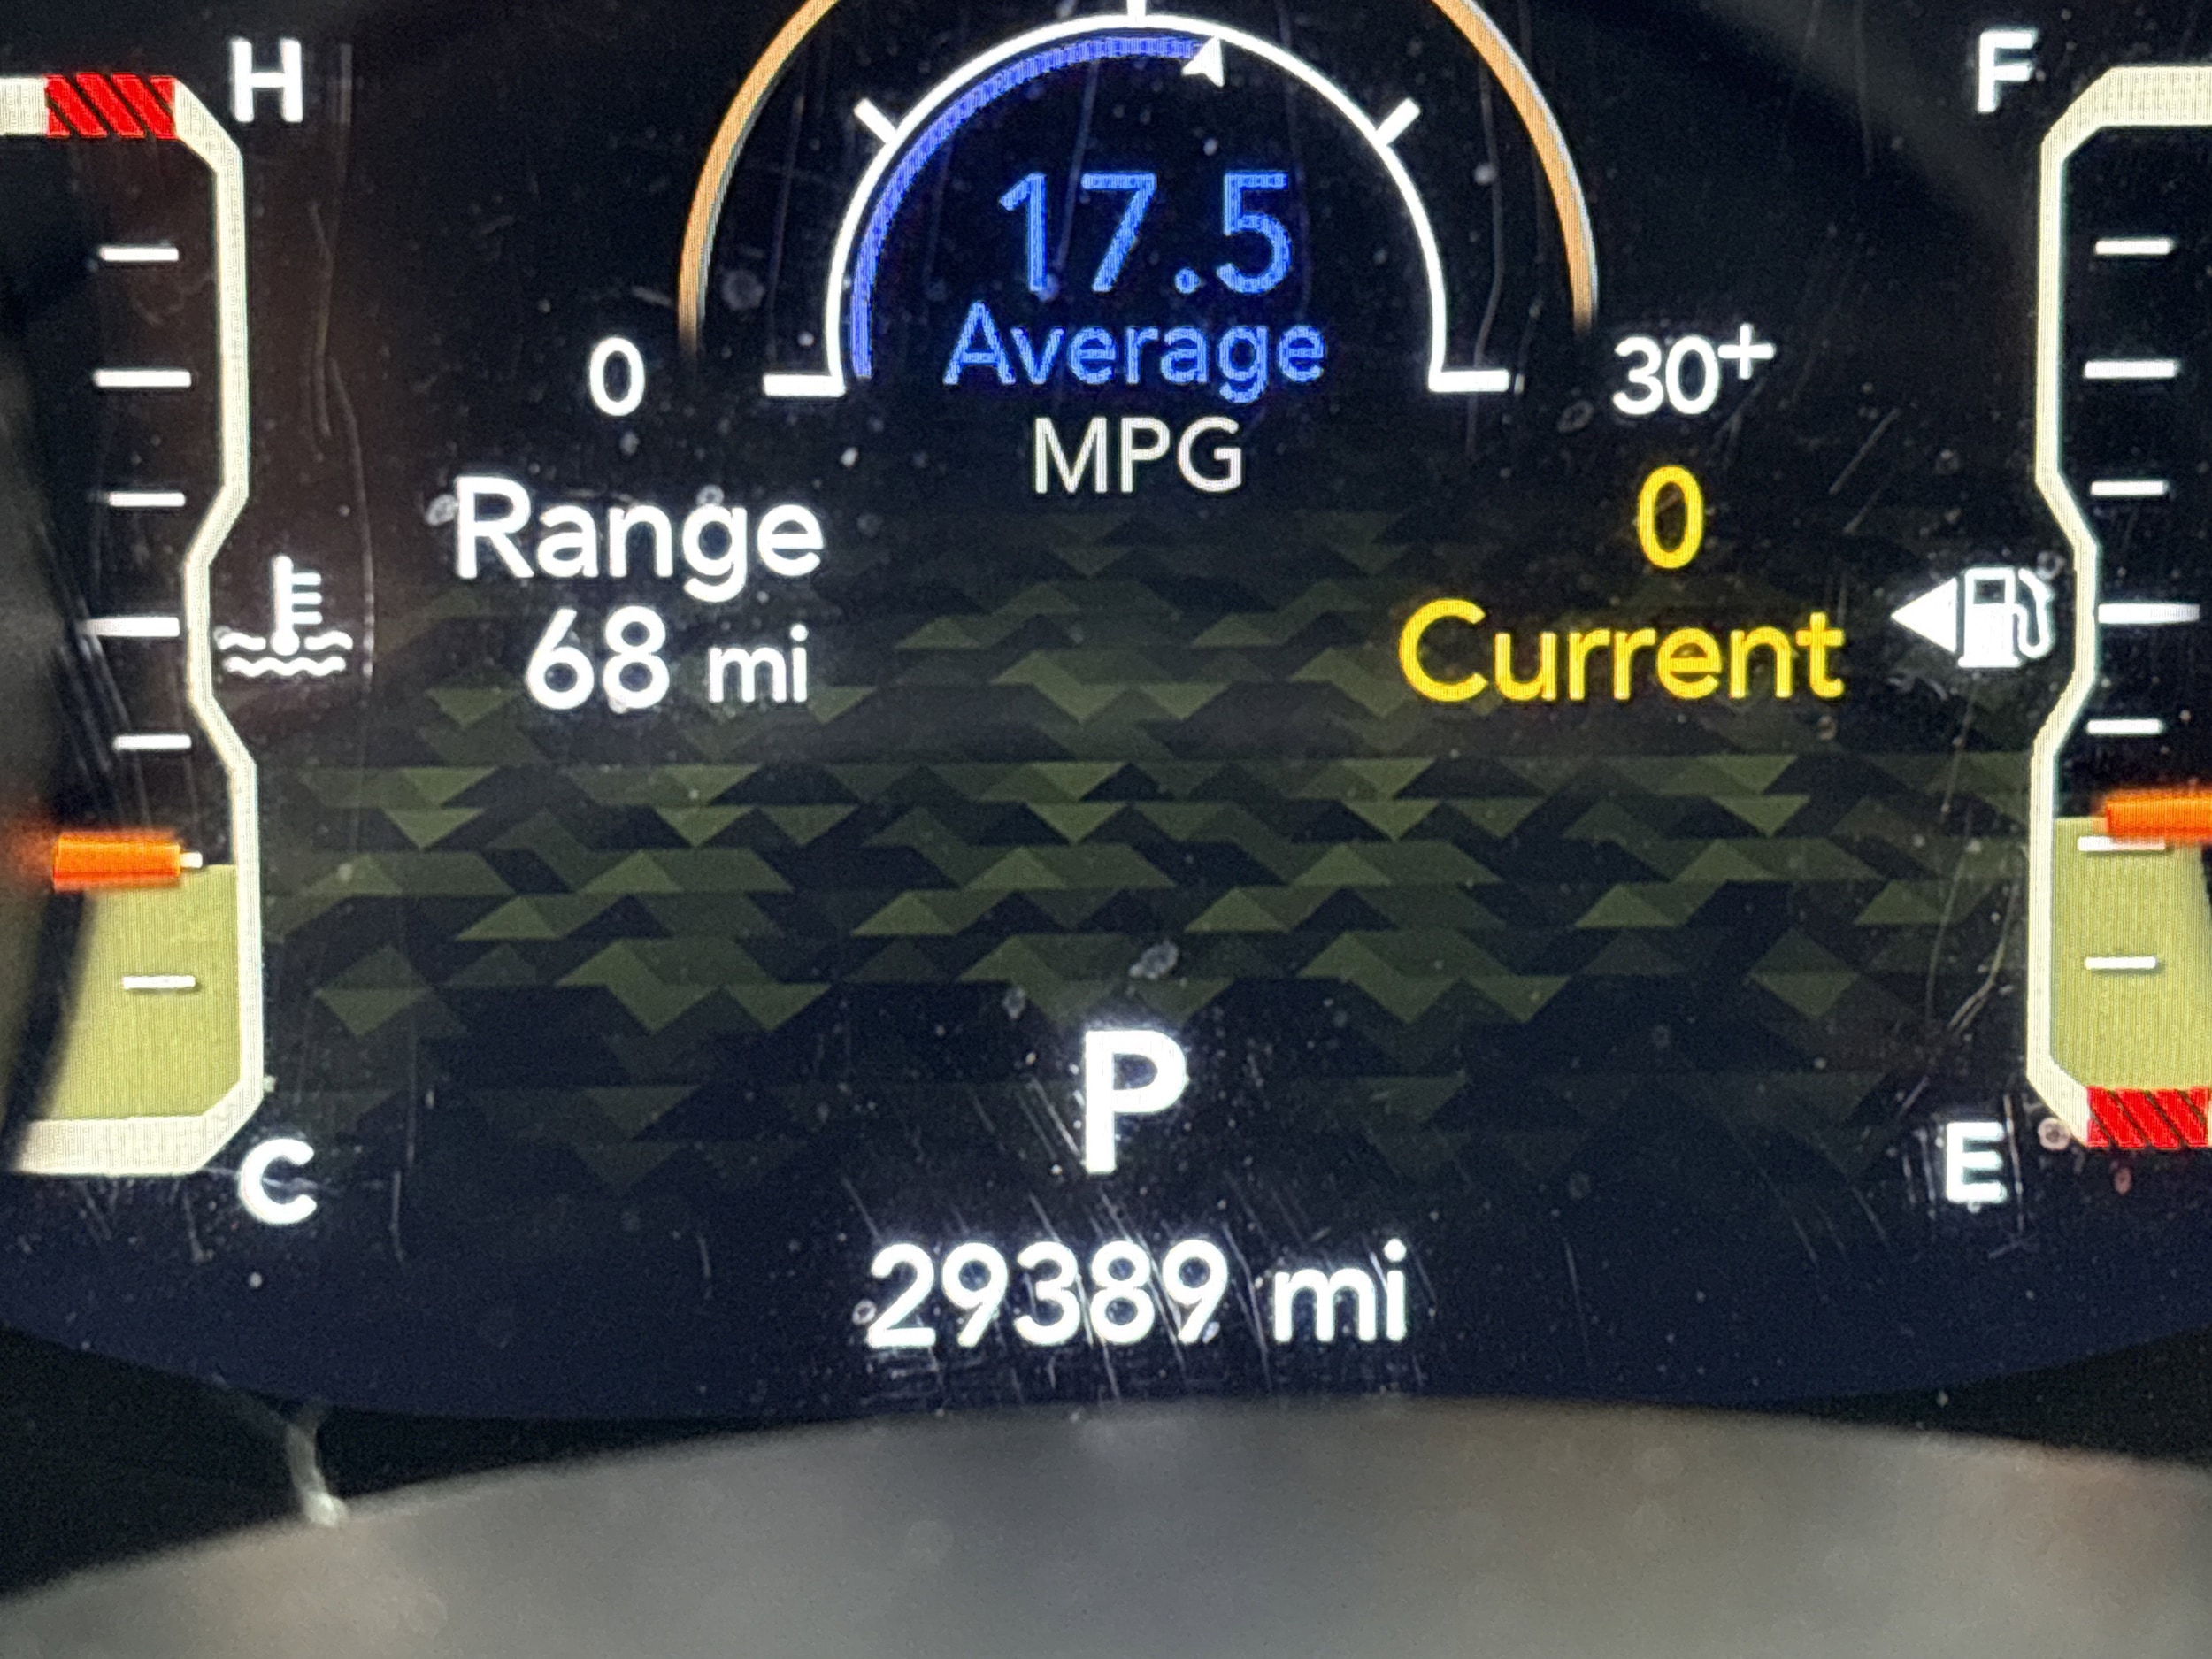 H
F
17.5
Average
0
30+
MPG
Range
0
68 mi
Current
P
C
E
29389 mi